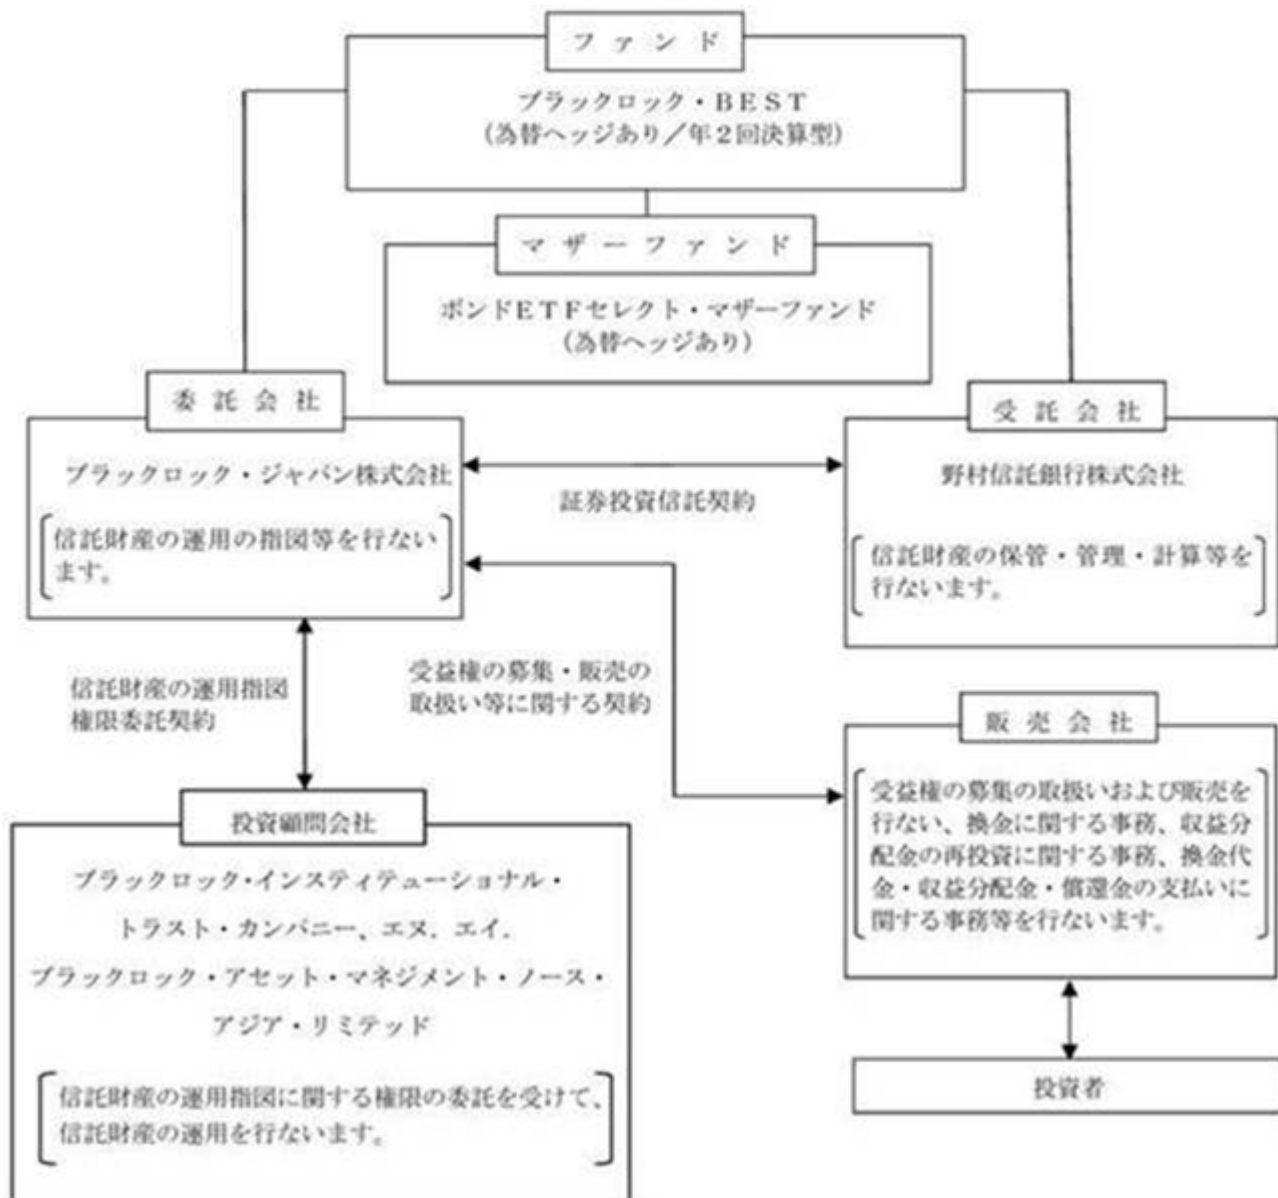 ファンド
ブラックロック・BEST
(為替ヘッジあり／年2回決算型)
マザーファンド
ボンドETFセレクト・マザーファンド
(為替ヘッジあり)
委託会社
ブラックロック・ジャパン株式会社
信託財産の運用の指図等を行ない
ます。
証券投資信託契約
受託会社
野村信託銀行株式会社
信託財産の保管・管理・計算等を
行ないます。
信託財産の運用指図
権限委託契約
受益権の募集・販売の
取扱い等に関する契約
販売会社
受益権の募集の取扱いおよび販売を
行ない、換金に関する事務、収益分
配金の再投資に関する事務、換金代
金・収益分配金・償還金の支払いに
関する事務等を行ないます。
投資顧問会社
ブラックロック・インスティテューショナル・
トラスト・カンパニー、エヌ．エイ．
ブラックロック・アセット・マネジメント・ノース・
アジア・リミテッド
信託財産の運用指図に関する権限の委託を受けて、
信託財産の運用を行ないます。
投資者